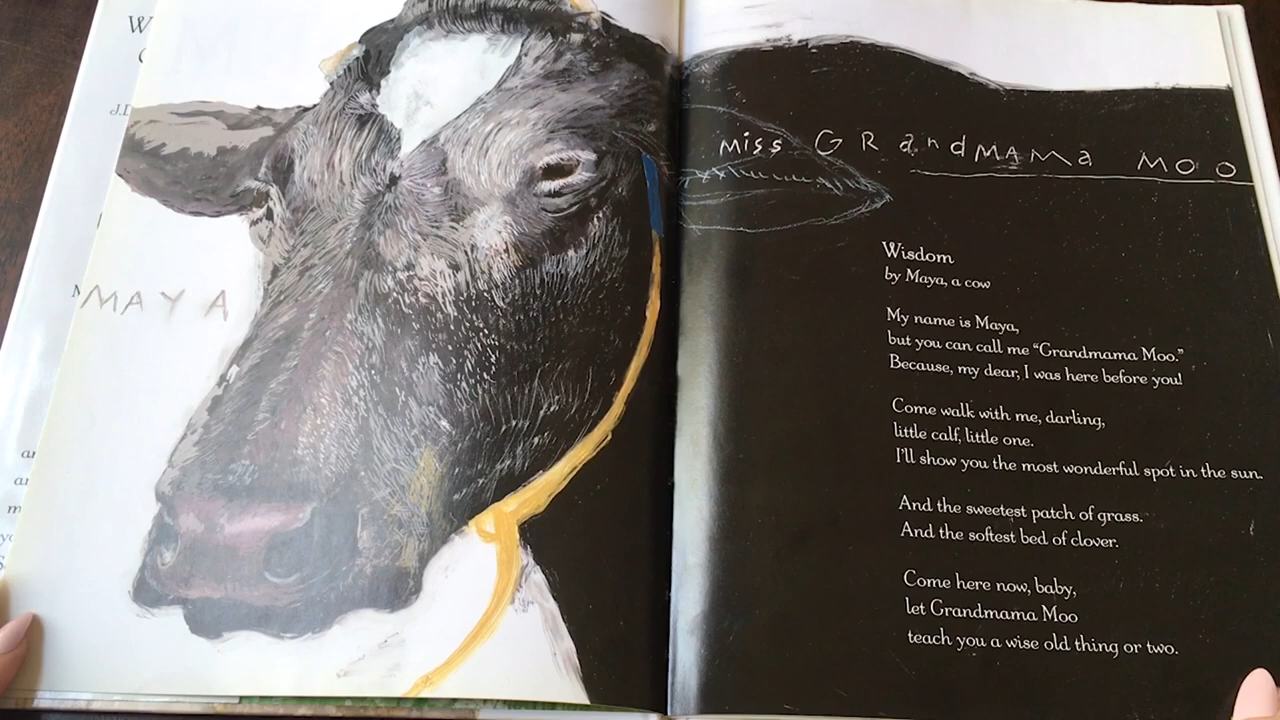 MAYA
Miss GRandMAMa MOO
Wisdom
by Maya, a cow
My name is Maya,
but you can call me “Grandmama Moo.”
Because, my dear, I was here before you!
Come walk with me, darling,
little calf, little one.
I’ll show you the most wonderful spot in the sun.
And the sweetest patch of grass.
And the softest bed of clover.
Come here now, baby,
let Grandmama Moo
teach you a wise old thing or two.